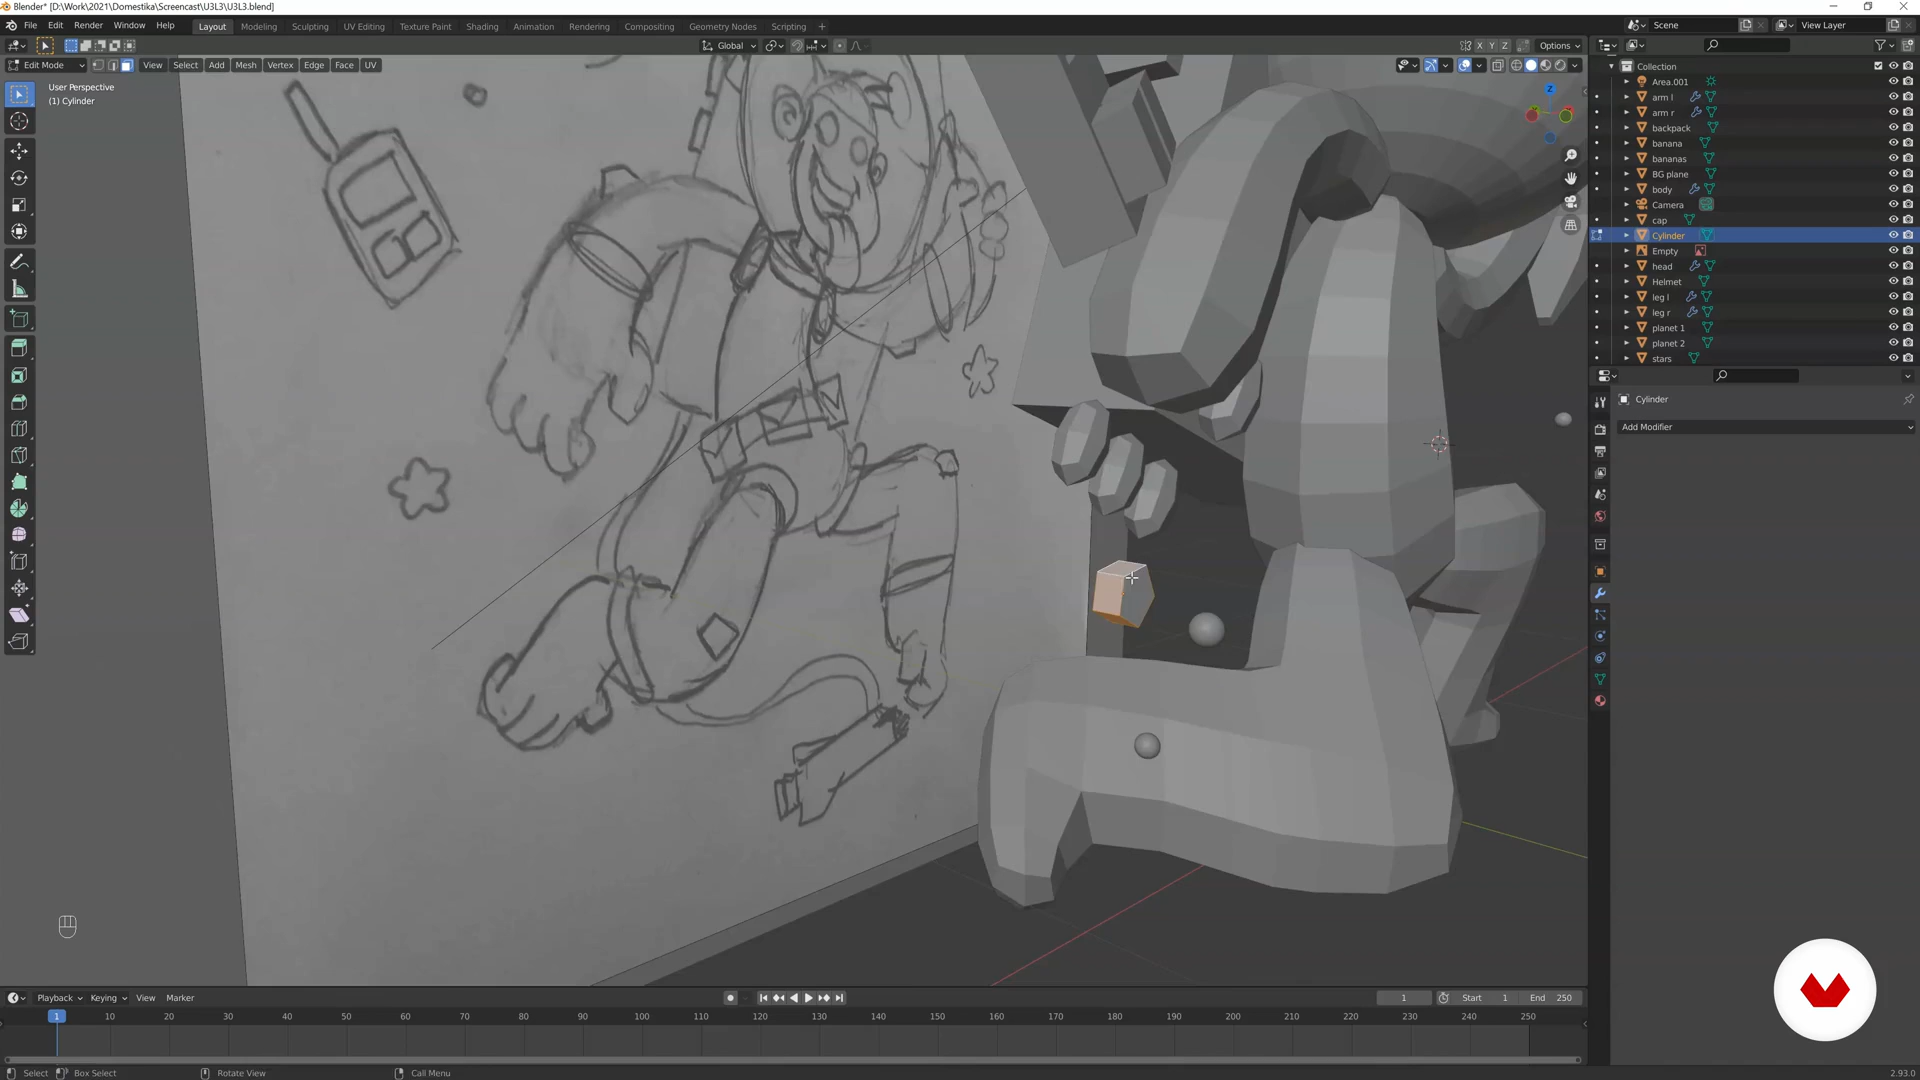 Blender* [D:\Work\2021\Domestika\Screencast\U3L3\U3L3.blend]
File Edit Render Window Help Layout Modeling Sculpting UV Editing Texture Paint Shading Animation Rendering Compositing Geometry Nodes Scripting + Scene View Layer
Global X Y Z Options
Edit Mode View Select Add Mesh Vertex Edge Face UV
User Perspective
(1) Cylinder
Z
Collection
Area.001
arm l
arm r
backpack
banana
bananas
BG plane
body
Camera
cap
Cylinder
Empty
head
Helmet
leg l
leg r
planet 1
planet 2
stars
Cylinder
Add Modifier
Playback Keying View Marker 1 Start 1 End 250
1 10 20 30 40 50 60 70 80 90 100 110 120 130 140 150 160 170 180 190 200 210 220 230 240 250
Select Box Select Rotate View Call Menu 2.93.0